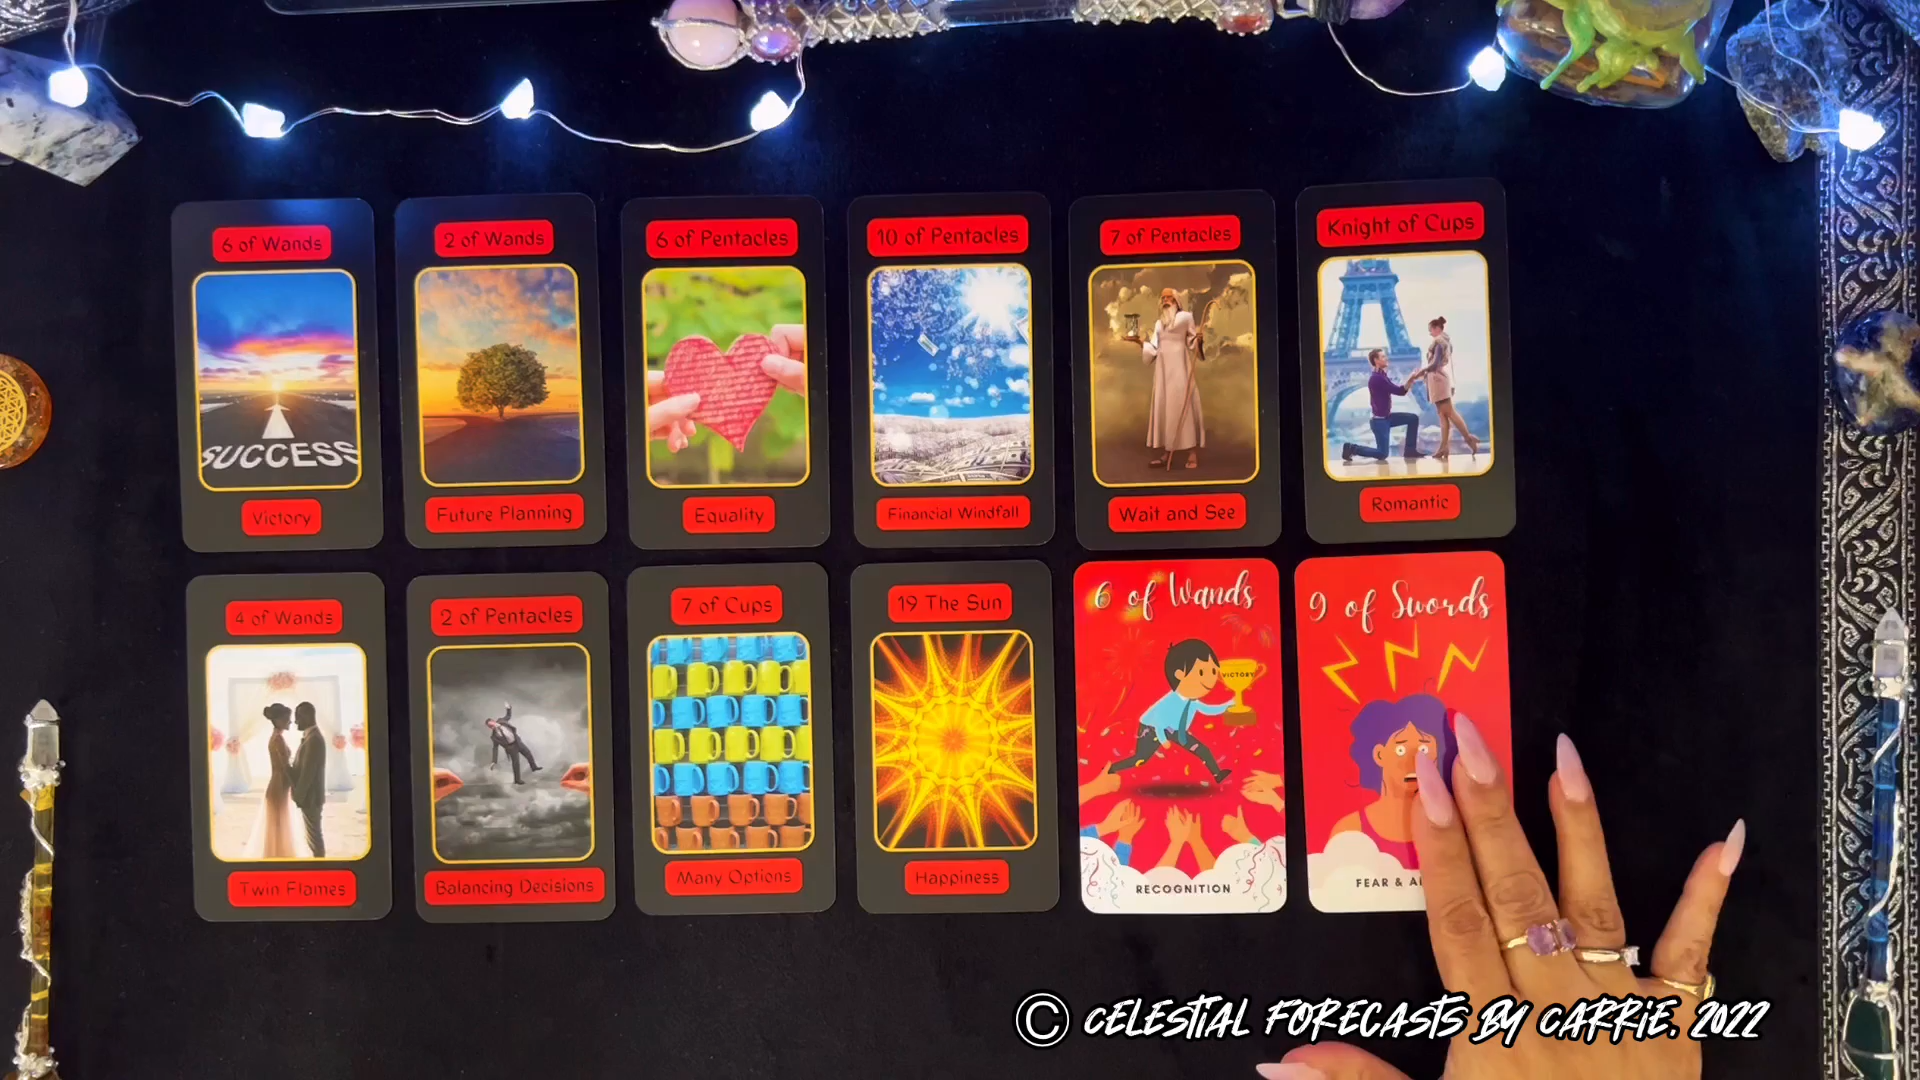 6 of Wands
SUCCESS
Victory
2 of Wands
Future Planning
6 of Pentacles
Equality
10 of Pentacles
Financial Windfall
7 of Pentacles
Wait and See
Knight of Cups
Romantic
4 of Wands
Twin Flames
2 of Pentacles
Balancing Decisions
7 of Cups
Many Options
19 The Sun
Happiness
6 of Wands
VICTORY
RECOGNITION
9 of Swords
FEAR &
© CELESTIAL FORECASTS BY CARRIE. 2022